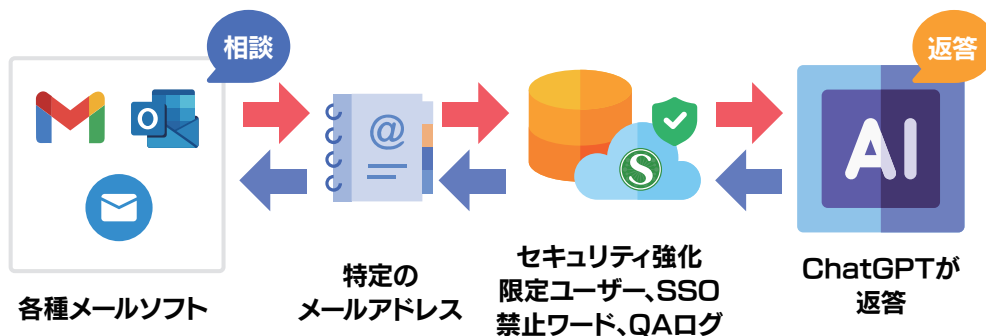 相談
返答
@
S
AI
各種メールソフト
特定の
メールアドレス
セキュリティ強化
限定ユーザー、SSO
禁止ワード、QAログ
ChatGPTが
返答